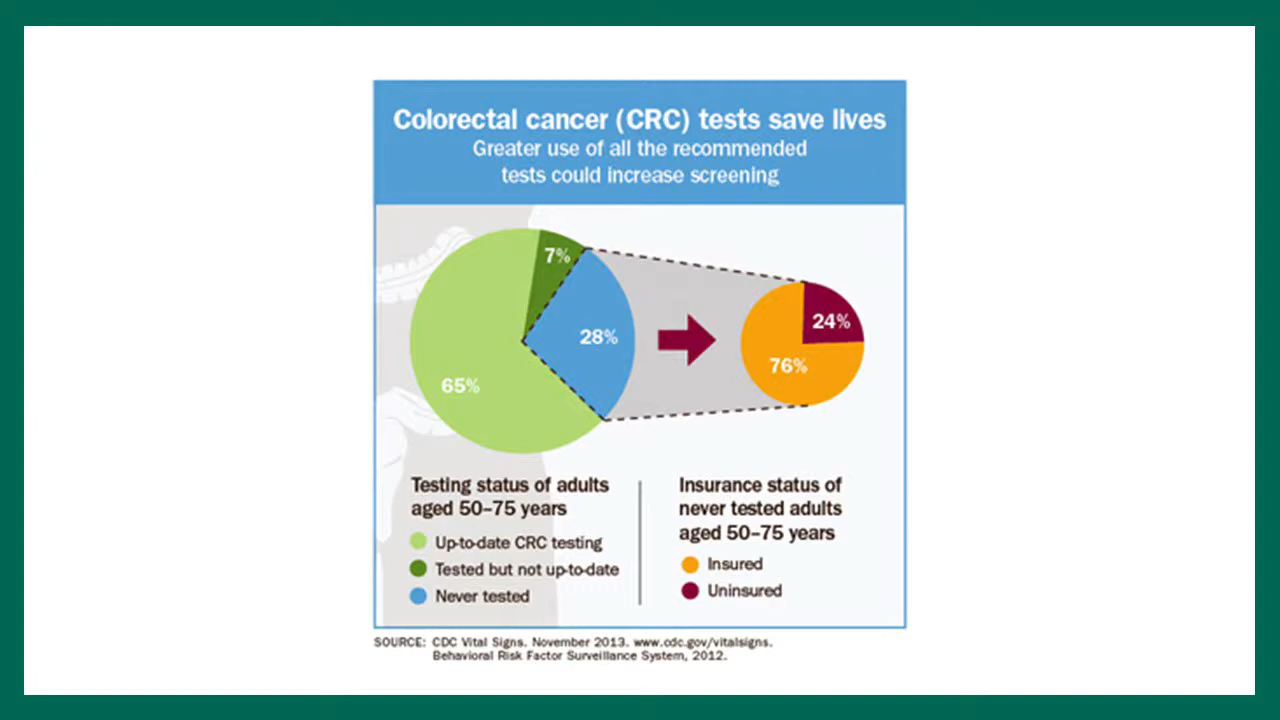 Colorectal cancer (CRC) tests save lives
Greater use of all the recommended
tests could increase screening
7%
28%
65%
24%
76%
Testing status of adults
aged 50–75 years
Up-to-date CRC testing
Tested but not up-to-date
Never tested
Insurance status of
never tested adults
aged 50–75 years
Insured
Uninsured
SOURCE: CDC Vital Signs. November 2013. www.cdc.gov/vitalsigns.
Behavioral Risk Factor Surveillance System, 2012.